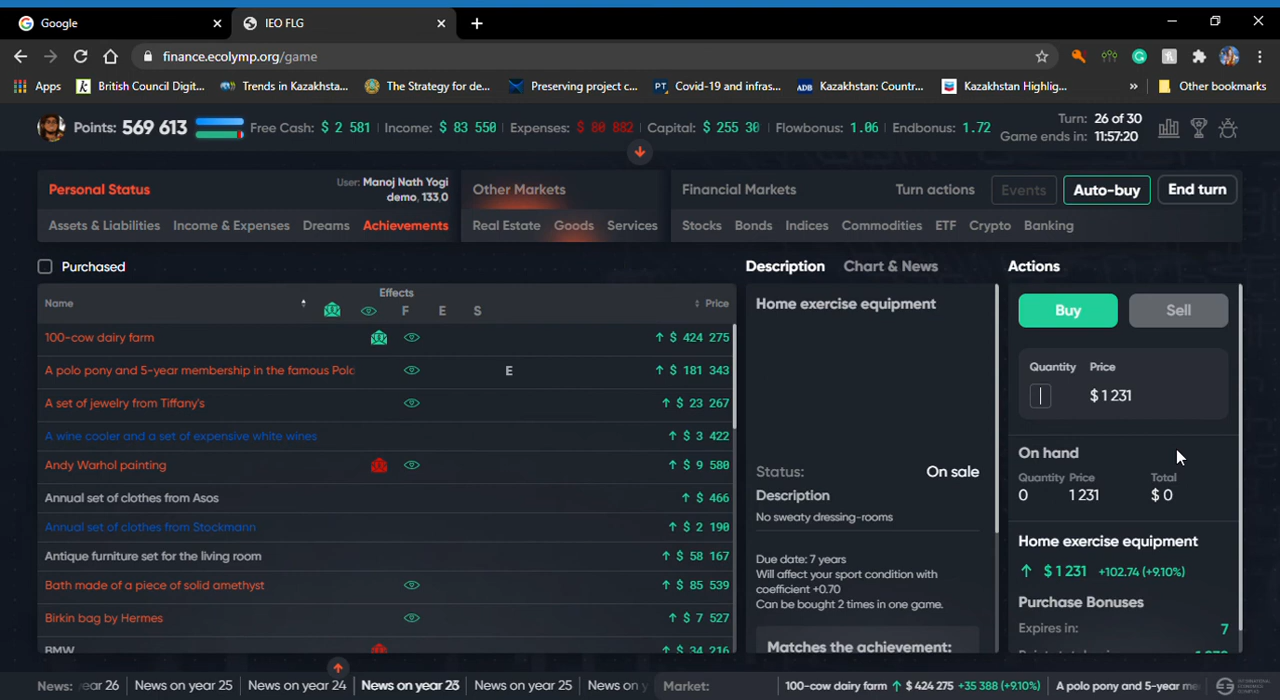 Google
IEO FLG
finance.ecolymp.org/game
Apps
British Council Digit...
Trends in Kazakhsta...
The Strategy for de...
Preserving project c...
PT
Covid-19 and infras...
ADB
Kazakhstan: Countr...
Kazakhstan Highlig...
»
Other bookmarks
Points: 569 613
Free Cash: $ 2 581
Income: $ 83 550
Expenses: $ 80 882
Capital: $ 255 30
Flowbonus: 1.06
Endbonus: 1.72
Turn: 26 of 30
Game ends in: 11:57:20
Personal Status
User: Manoj Nath Yogi
demo, 133.0
Other Markets
Financial Markets
Turn actions
Events
Auto-buy
End turn
Assets & Liabilities
Income & Expenses
Dreams
Achievements
Real Estate
Goods
Services
Stocks
Bonds
Indices
Commodities
ETF
Crypto
Banking
Purchased
Description
Chart & News
Actions
Name
Effects
F E S
Price
100-cow dairy farm ↑ $ 424 275
A polo pony and 5-year membership in the famous Polo E ↑ $ 181 343
A set of jewelry from Tiffany's ↑ $ 23 267
A wine cooler and a set of expensive white wines ↑ $ 3 422
Andy Warhol painting ↑ $ 9 580
Annual set of clothes from Asos ↑ $ 466
Annual set of clothes from Stockmann ↑ $ 2 190
Antique furniture set for the living room ↑ $ 58 167
Bath made of a piece of solid amethyst ↑ $ 85 539
Birkin bag by Hermes ↑ $ 7 527
BMW ↑ $ 34 216
Home exercise equipment
Status: On sale
Description
No sweaty dressing-rooms
Due date: 7 years
Will affect your sport condition with
coefficient +0.70
Can be bought 2 times in one game.
Matches the achievement:
Buy
Sell
Quantity Price
$ 1 231
On hand
Quantity Price Total
0 1 231 $ 0
Home exercise equipment
↑ $ 1 231 +102.74 (+9.10%)
Purchase Bonuses
Expires in: 7
News:
ear 26
News on year 25
News on year 24
News on year 23
News on year 25
News on y
Market:
100-cow dairy farm ↑ $ 424 275 +35 388 (+9.10%)
A polo pony and 5-year me